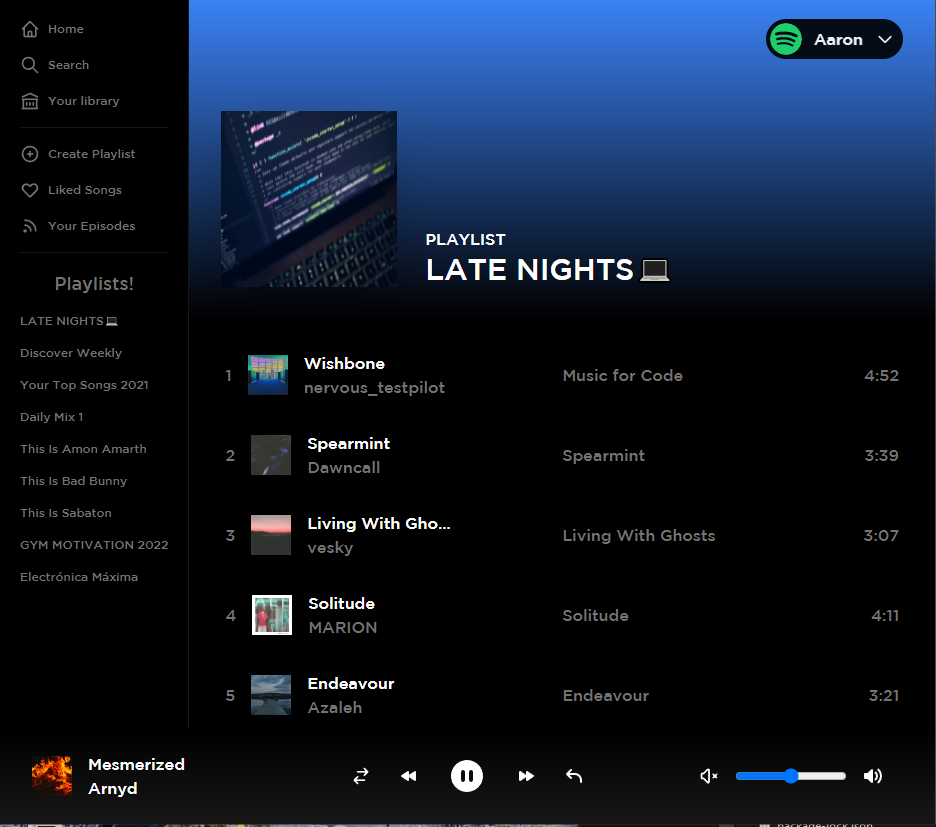 Home
Search
Your library
Create Playlist
Liked Songs
Your Episodes
Playlists!
LATE NIGHTS💻
Discover Weekly
Your Top Songs 2021
Daily Mix 1
This Is Amon Amarth
This Is Bad Bunny
This Is Sabaton
GYM MOTIVATION 2022
Electrónica Máxima
Aaron
PLAYLIST
LATE NIGHTS💻
1 Wishbone Music for Code 4:52
nervous_testpilot
2 Spearmint Spearmint 3:39
Dawncall
3 Living With Gho... Living With Ghosts 3:07
vesky
4 Solitude Solitude 4:11
MARION
5 Endeavour Endeavour 3:21
Azaleh
Mesmerized
Arnyd